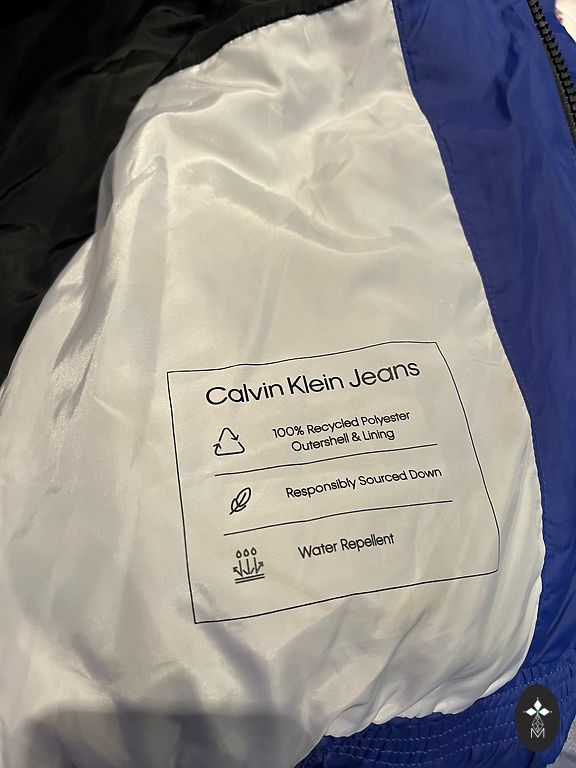 Calvin Klein Jeans
100% Recycled Polyester
Outershell & Lining
Responsibly Sourced Down
Water Repellent
M